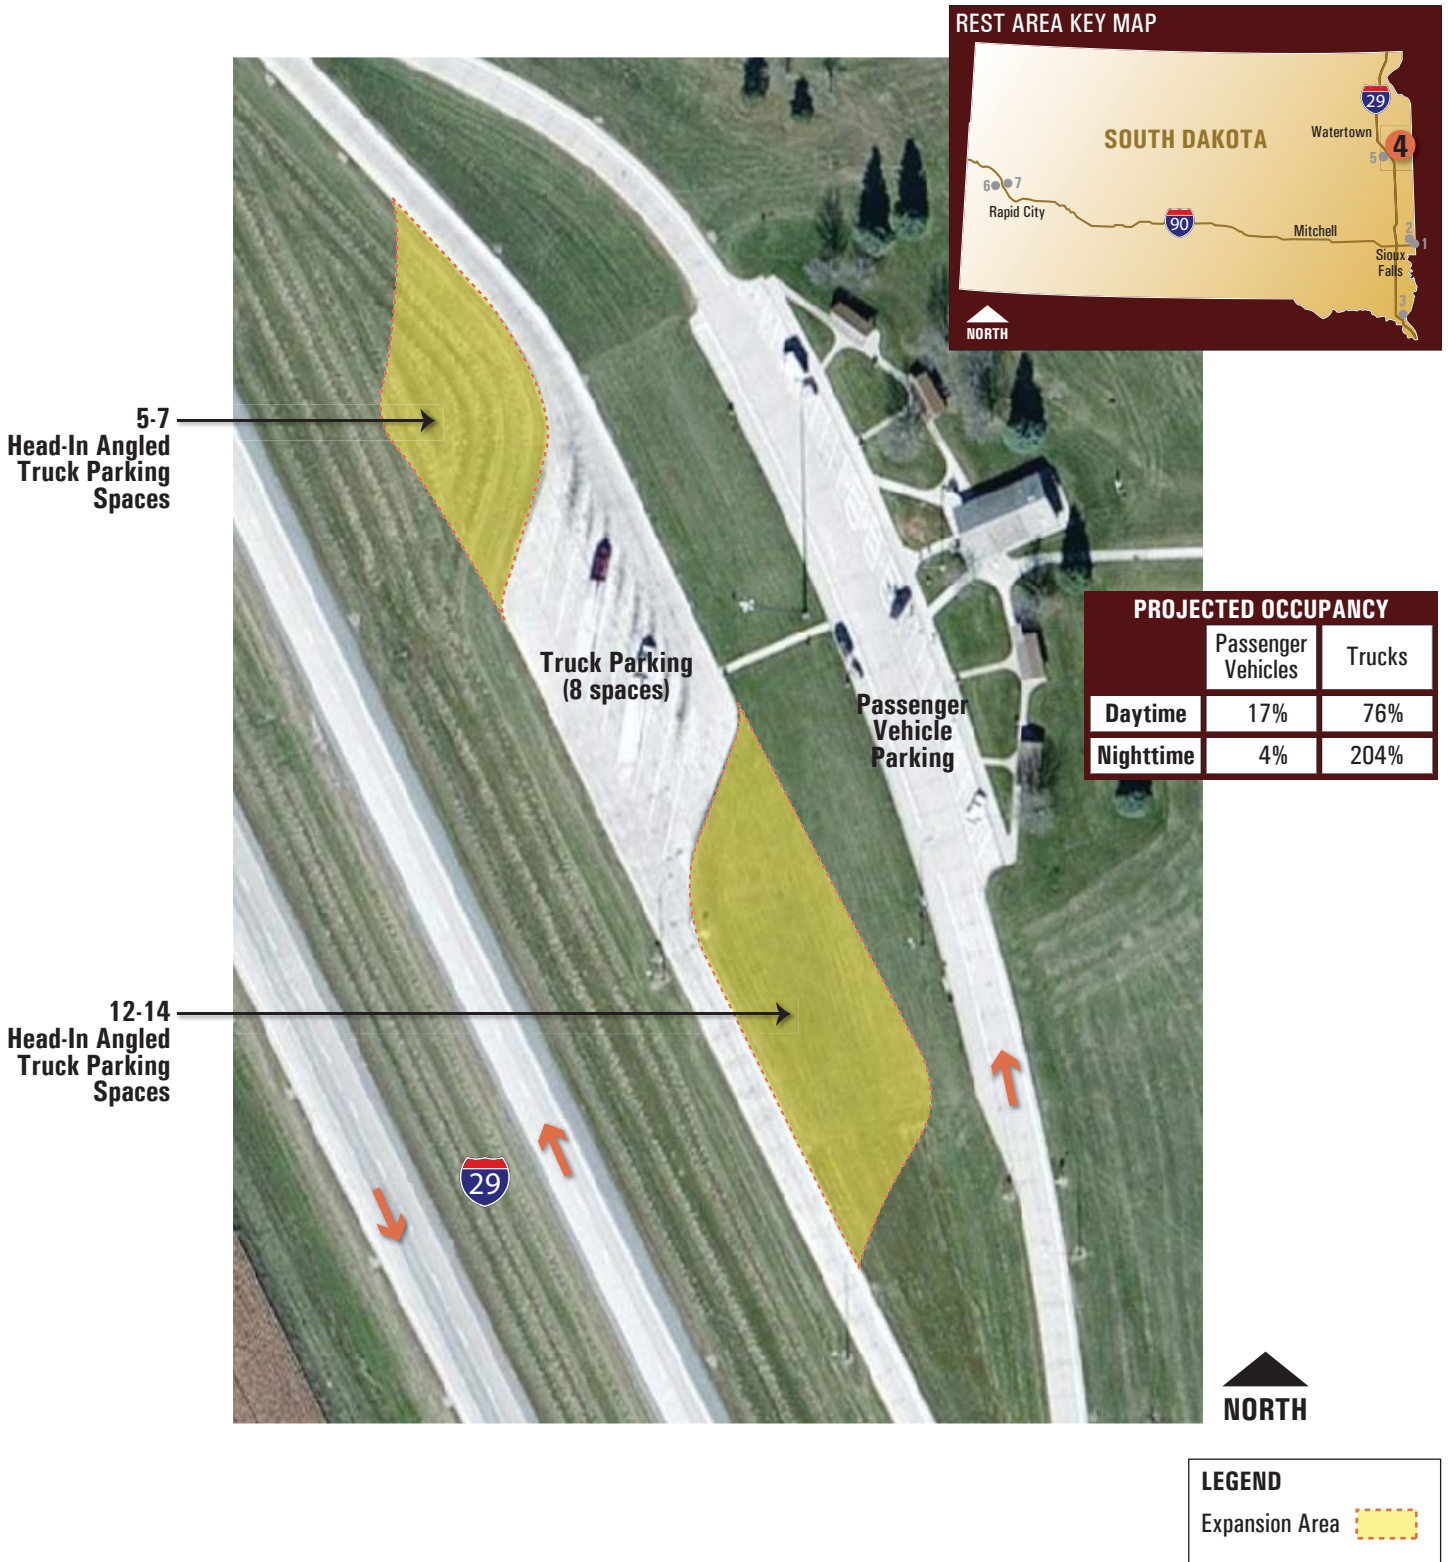 REST AREA KEY MAP
29
SOUTH DAKOTA
Watertown
4
5
6
7
Rapid City
90
Mitchell
2
1
Sioux
Falls
3
NORTH
5-7
Head-In Angled
Truck Parking
Spaces
Truck Parking
(8 spaces)
Passenger
Vehicle
Parking
PROJECTED OCCUPANCY
Passenger
Vehicles
Trucks
Daytime 17% 76%
Nighttime 4% 204%
12-14
Head-In Angled
Truck Parking
Spaces
29
NORTH
LEGEND
Expansion Area